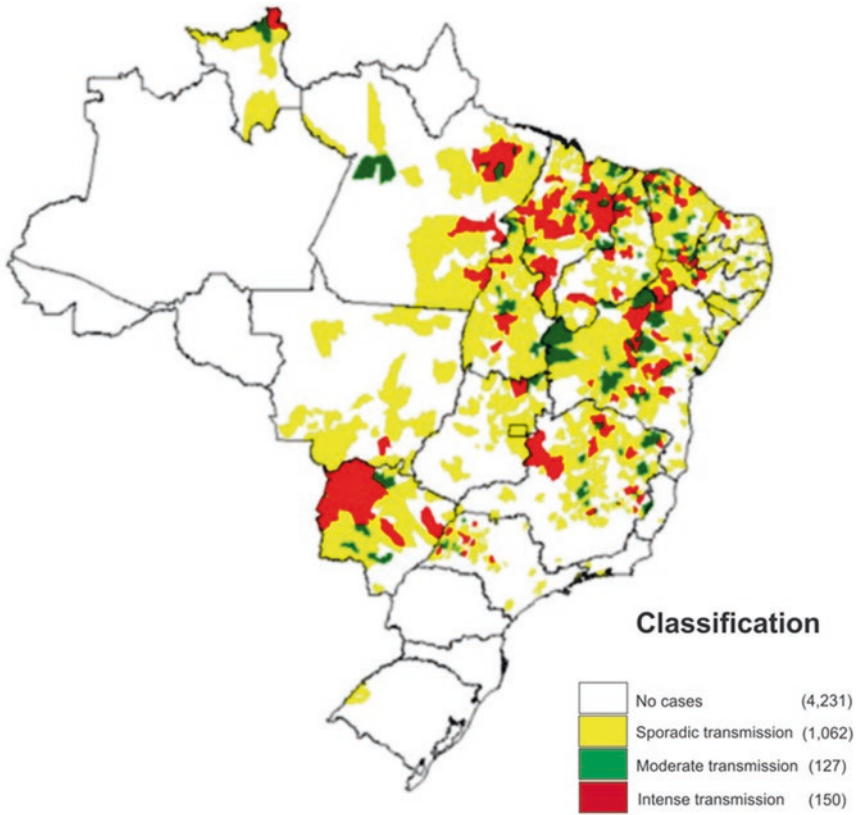 Classification
No cases (4,231)
Sporadic transmission (1,062)
Moderate transmission (127)
Intense transmission (150)